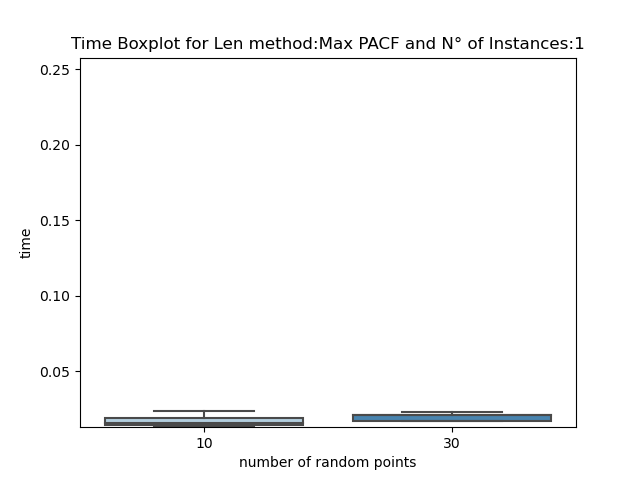 Time Boxplot for Len method:Max PACF and N° of Instances:1
0.25
0.20
0.15
0.10
0.05
time
10
30
number of random points